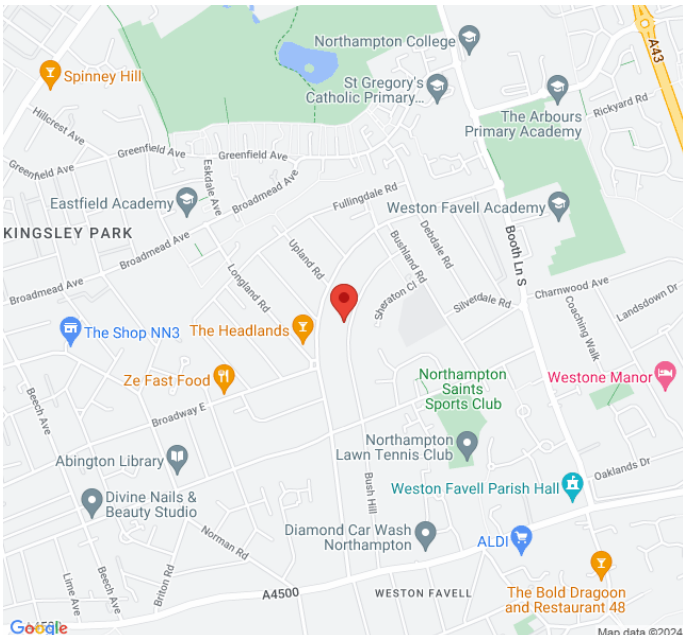 Northampton College
A43
Spinney Hill
St Gregory's
Catholic Primary...
The Arbours
Primary Academy
Rickyard Rd
Hillcrest Ave
Greenfield Ave
Greenfield Ave
Greenfield Ave
Eskdale Ave
Broadmead Ave
Fullingdale Rd
Eastfield Academy
Weston Favell Academy
KINGSLEY PARK
Broadmead Ave
Broadmead Ave
Upland Rd
Bushland Rd
Debdale Rd
Booth Ln S
Longland Rd
Sheraton Cl
Silverdale Rd
Charnwood Ave
Coaching Walk
Landsdown Dr
The Shop NN3
The Headlands
Ze Fast Food
Northampton
Saints
Sports Club
Westone Manor
Beech Ave
Broadway E
Northampton
Lawn Tennis Club
Abington Library
Bush Hill
Oaklands Dr
Weston Favell Parish Hall
Divine Nails &
Beauty Studio
Norman Rd
Diamond Car Wash
Northampton
ALDI
Lime Ave
Beech Ave
Briton Rd
A4500
WESTON FAVELL
The Bold Dragoon
and Restaurant 48
Google
Map data ©2024